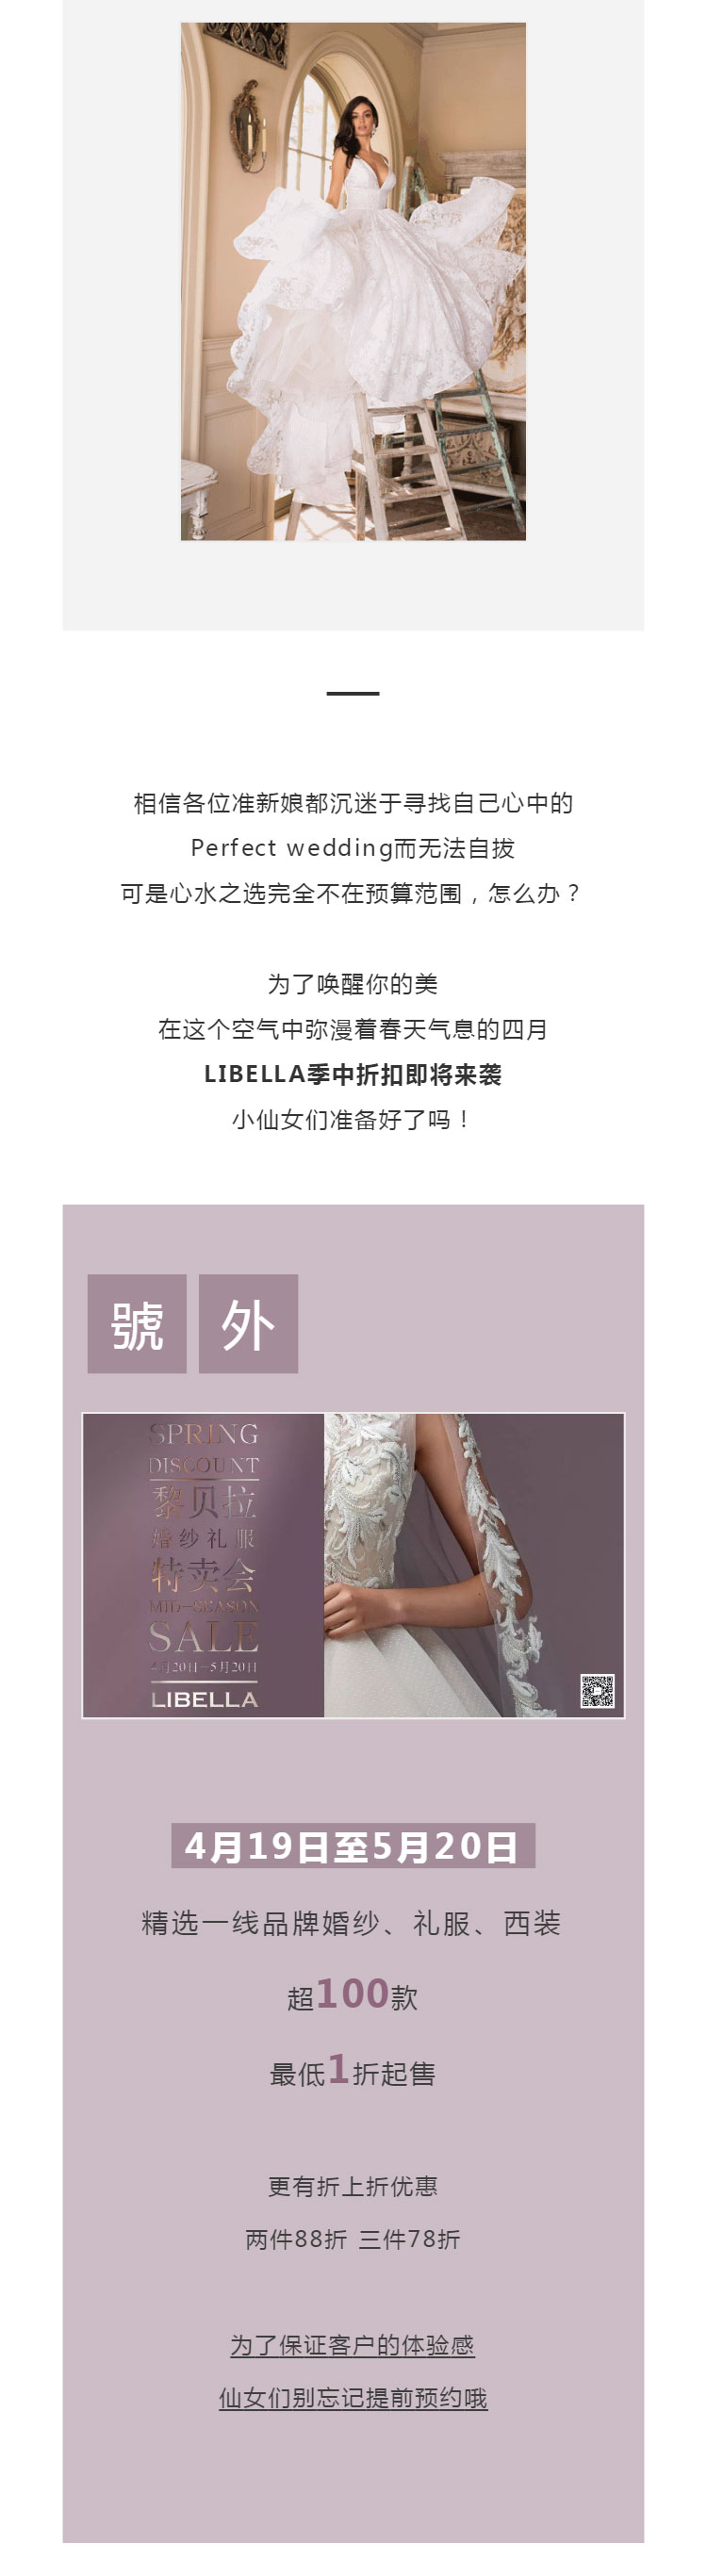 相信各位准新娘都沉迷于寻找自己心中的
Perfect wedding而无法自拔
可是心水之选完全不在预算范围，怎么办？
为了唤醒你的美
在这个空气中弥漫着春天气息的四月
LIBELLA季中折扣即将来袭
小仙女们准备好了吗！
號外
SPRING
DISCOUNT
黎贝拉
婚纱礼服
特卖会
MID-SEASON
SALE
4月20日-5月20日
LIBELLA
4月19日至5月20日
精选一线品牌婚纱、礼服、西装
超100款
最低1折起售
更有折上折优惠
两件88折 三件78折
为了保证客户的体验感
仙女们别忘记提前预约哦